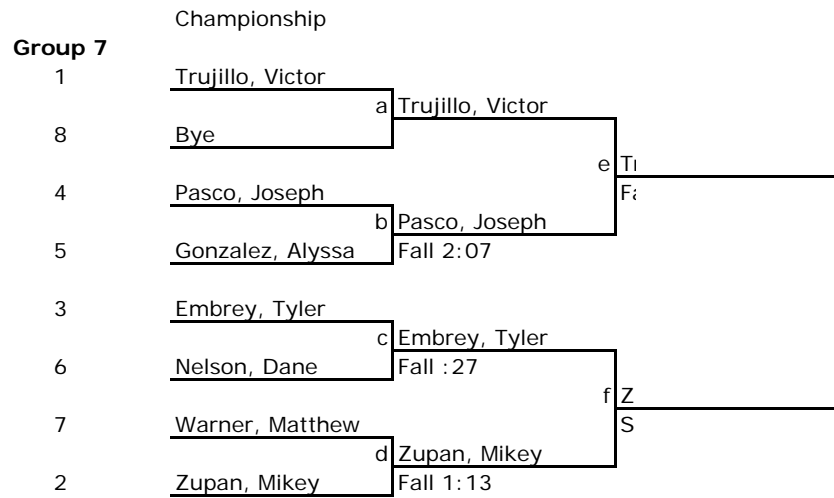 Championship
Group 7
1 Trujillo, Victor
a Trujillo, Victor
8 Bye
e
4 Pasco, Joseph
b Pasco, Joseph
5 Gonzalez, Alyssa Fall 2:07
3 Embrey, Tyler
c Embrey, Tyler
6 Nelson, Dane Fall :27
f Z
7 Warner, Matthew S
d Zupan, Mikey
2 Zupan, Mikey Fall 1:13